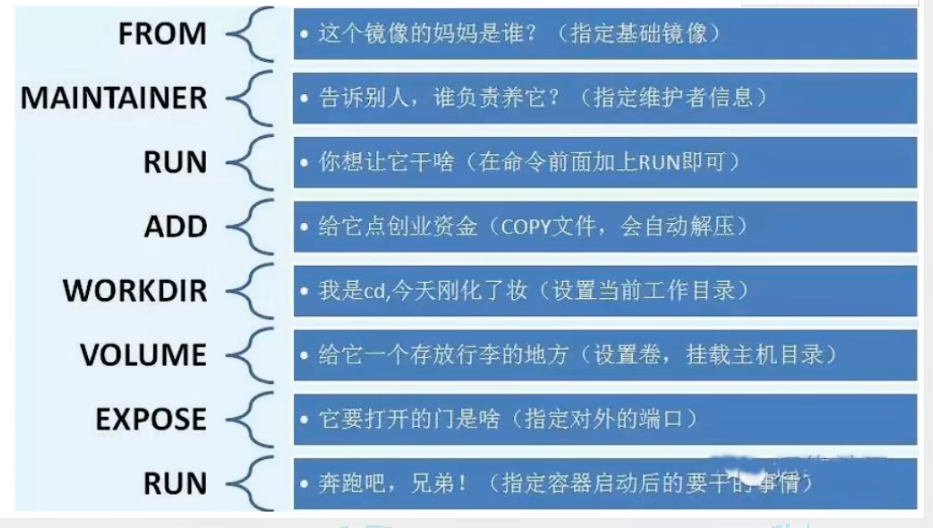 FROM
• 这个镜像的妈妈是谁？（指定基础镜像）
MAINTAINER
• 告诉别人，谁负责养它？（指定维护者信息）
RUN
• 你想让它干啥（在命令前面加上RUN即可）
ADD
• 给它点创业资金（COPY文件，会自动解压）
WORKDIR
• 我是cd,今天刚化了妆（设置当前工作目录）
VOLUME
• 给它一个存放行李的地方（设置卷，挂载主机目录）
EXPOSE
• 它要打开的门是啥（指定对外的端口）
RUN
• 奔跑吧，兄弟！（指定容器启动后的要干的事情）